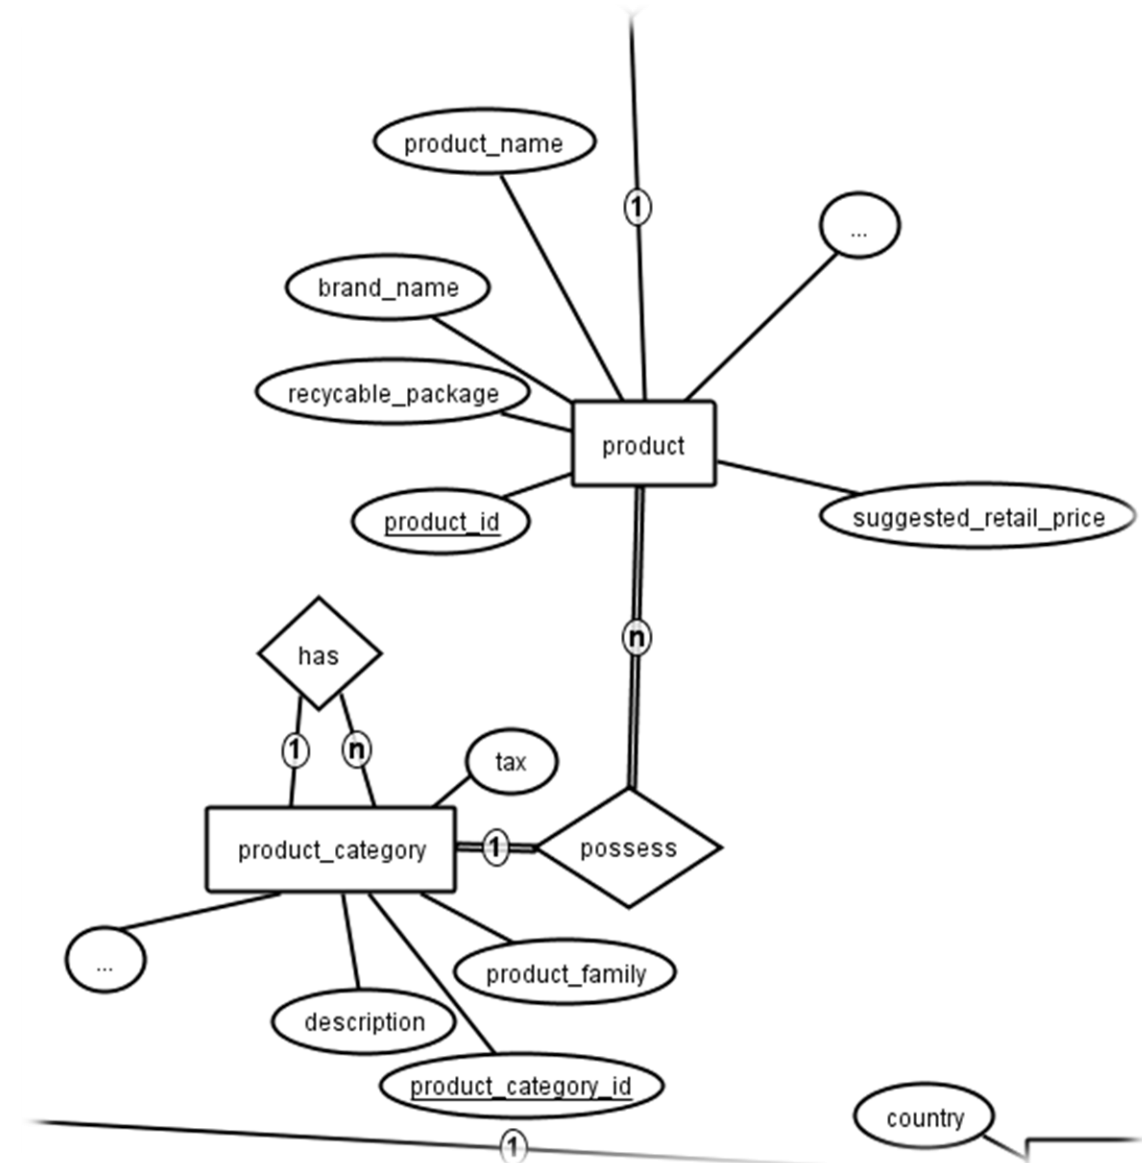 product_name
1
...
brand_name
recycable_package
product
product_id
suggested_retail_price
n
has
1
n
tax
product_category
1
possess
...
product_family
description
product_category_id
country
1